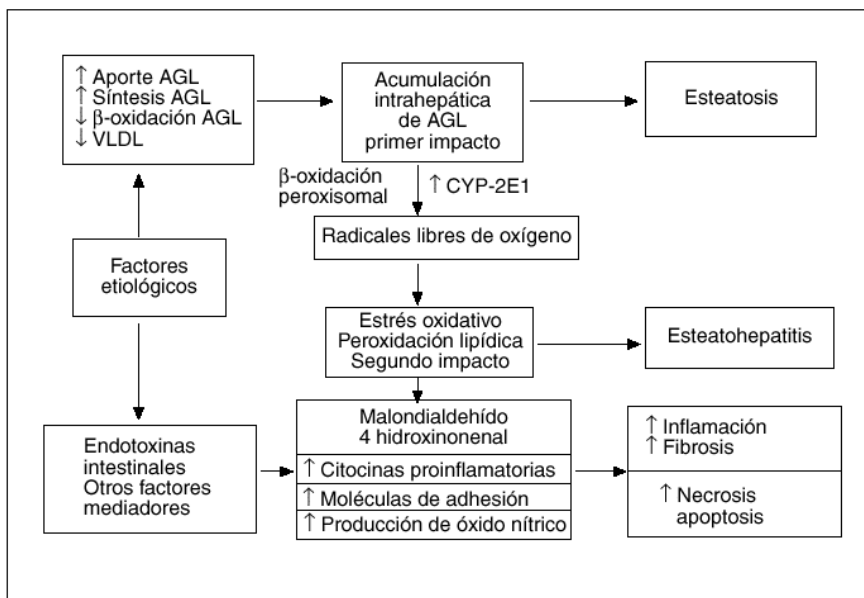 ↑ Aporte AGL
↑ Síntesis AGL
↓ β-oxidación AGL
↓ VLDL
Acumulación
intrahepática
de AGL
primer impacto
Esteatosis
β-oxidación
peroxisomal
↑ CYP-2E1
Radicales libres de oxígeno
Factores
etiológicos
Estrés oxidativo
Peroxidación lipídica
Segundo impacto
Esteatohepatitis
Endotoxinas
intestinales
Otros factores
mediadores
Malondialdehído
4 hidroxinonenal
↑ Citocinas proinflamatorias
↑ Moléculas de adhesión
↑ Producción de óxido nítrico
↑ Inflamación
↑ Fibrosis
↑ Necrosis
apoptosis